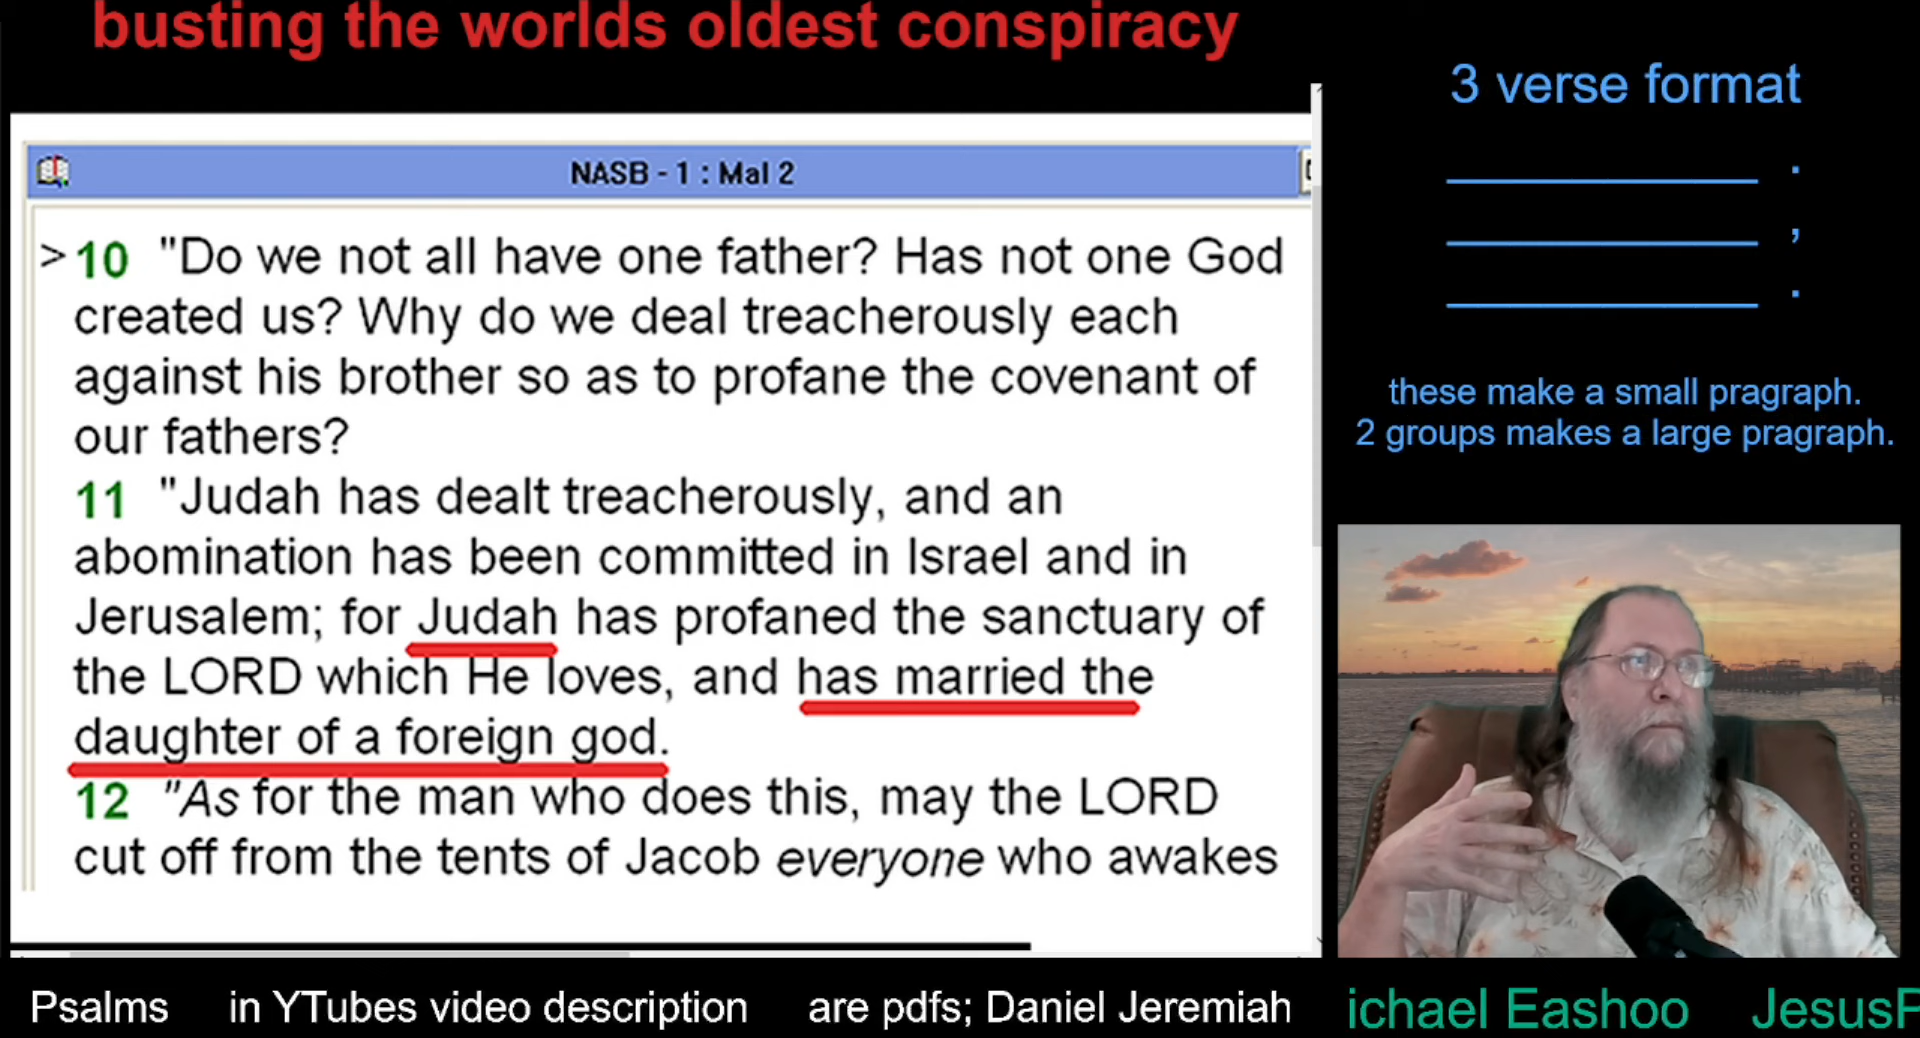 busting the worlds oldest conspiracy
NASB - 1 : Mal 2
> 10 "Do we not all have one father? Has not one God
created us? Why do we deal treacherously each
against his brother so as to profane the covenant of
our fathers?
11 "Judah has dealt treacherously, and an
abomination has been committed in Israel and in
Jerusalem; for Judah has profaned the sanctuary of
the LORD which He loves, and has married the
daughter of a foreign god.
12 "As for the man who does this, may the LORD
cut off from the tents of Jacob everyone who awakes
3 verse format
__________ .
__________ ,
__________ .
these make a small pragraph.
2 groups makes a large pragraph.
Psalms in YTubes video description are pdfs; Daniel Jeremiah ichael Eashoo JesusP